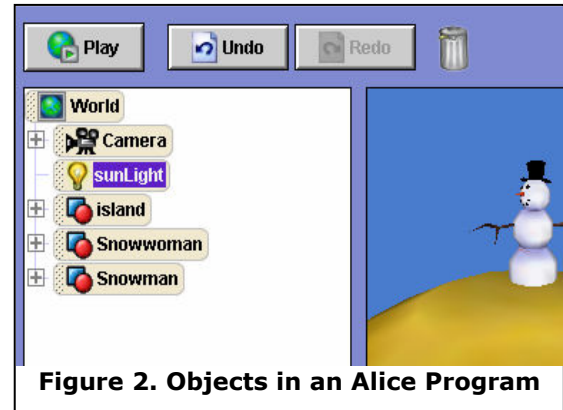 Play Undo Redo
World
Camera
sunLight
island
Snowwoman
Snowman
Figure 2. Objects in an Alice Program